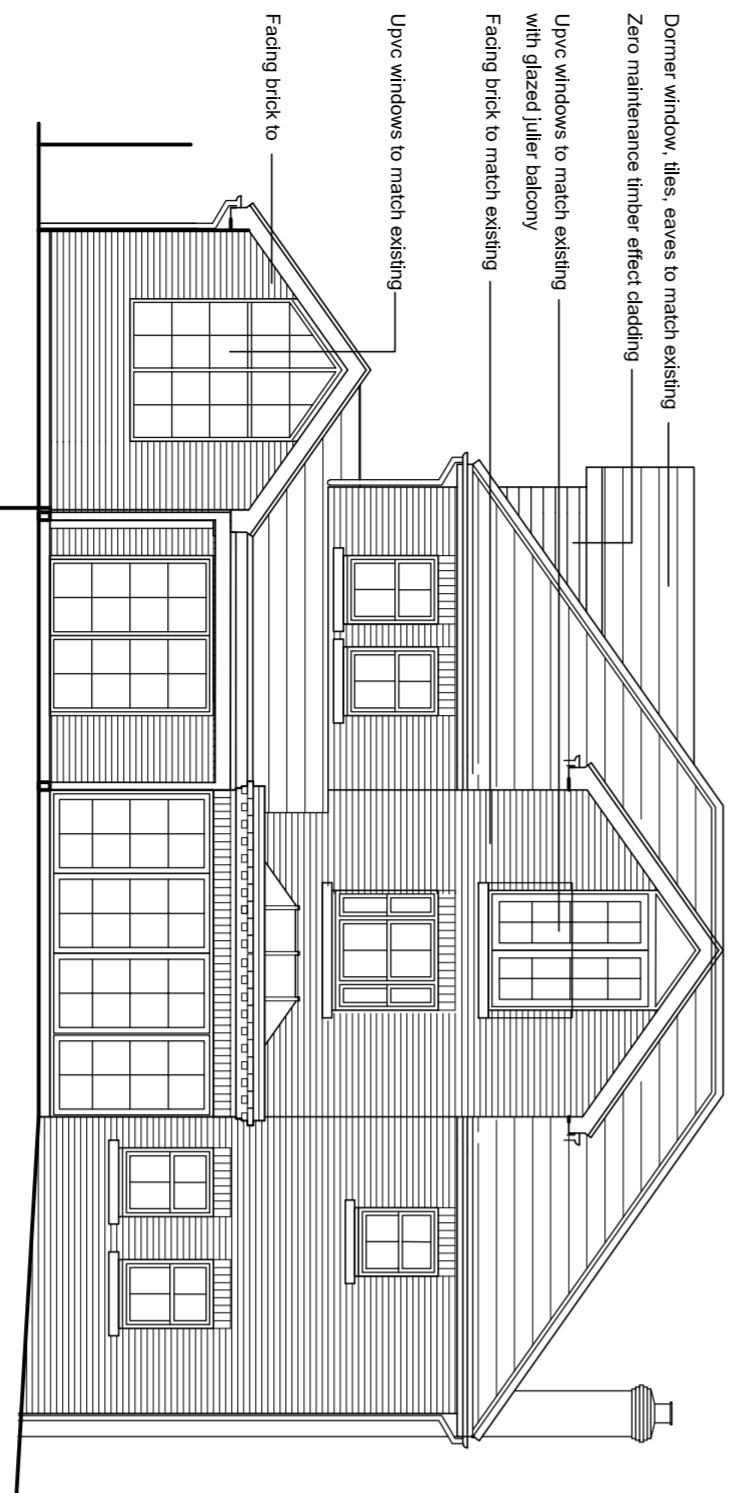 Dormer window, tiles, eaves to match existing
Zero maintenance timber effect cladding
Upvc windows to match existing
with glazed julier balcony
Facing brick to match existing
Upvc windows to match existing
Facing brick to